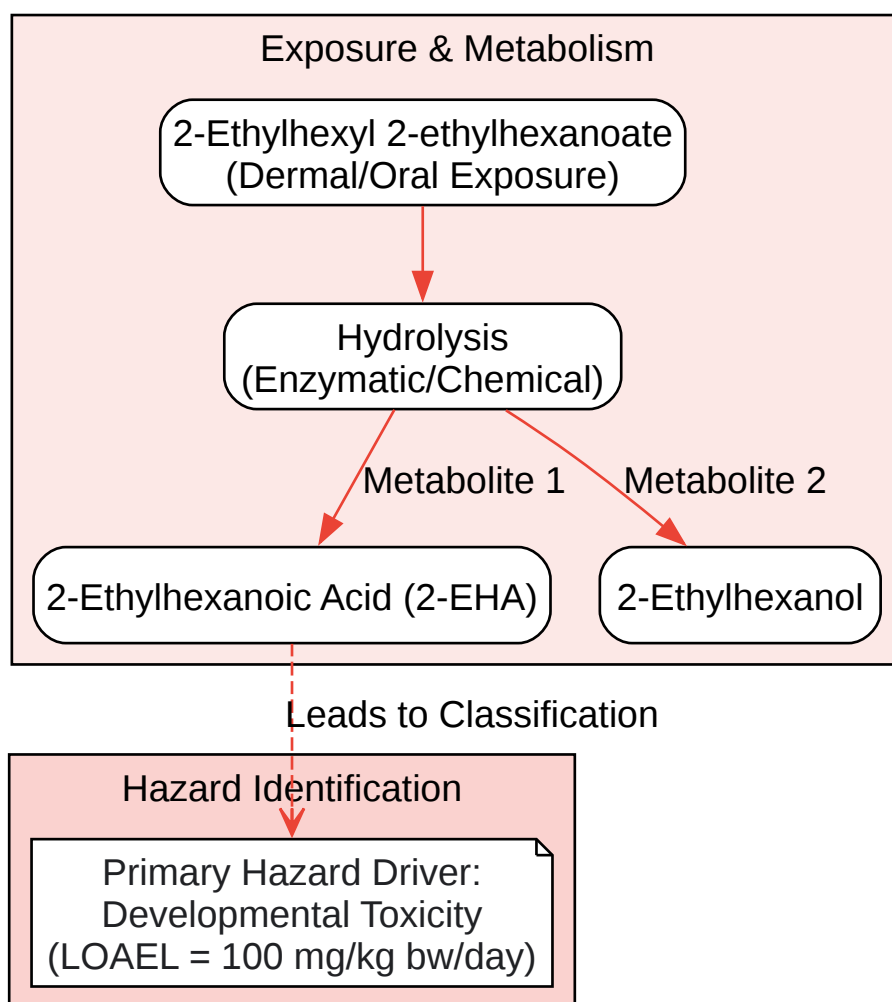 Exposure & Metabolism
2-Ethylhexyl 2-ethylhexanoate
(Dermal/Oral Exposure)
Hydrolysis
(Enzymatic/Chemical)
Metabolite 1
Metabolite 2
2-Ethylhexanoic Acid (2-EHA)
2-Ethylhexanol
Leads to Classification
Hazard Identification
Primary Hazard Driver:
Developmental Toxicity
(LOAEL = 100 mg/kg bw/day)